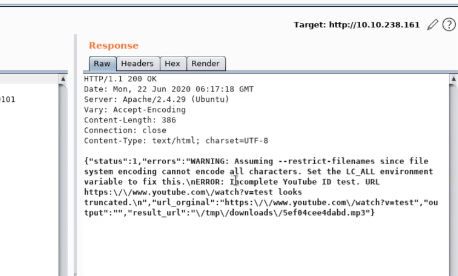 Target: http://10.10.238.161
Response
Raw Headers Hex Render
HTTP/1.1 200 OK
Date: Mon, 22 Jun 2020 06:17:18 GMT
Server: Apache/2.4.29 (Ubuntu)
Vary: Accept-Encoding
Content-Length: 386
Connection: close
Content-Type: text/html; charset=UTF-8
{"status":1,"errors":"WARNING: Assuming --restrict-filenames since file
system encoding cannot encode all characters. Set the LC_ALL environment
variable to fix this.\nERROR: Incomplete YouTube ID test. URL
https:\/\/www.youtube.com\/watch?v=test looks
truncated.\n","url_orginal":"https:\/\/www.youtube.com\/watch?v=test","ou
tput":"","result_url":"\/tmp\/downloads\/5ef04cee4dabd.mp3"}